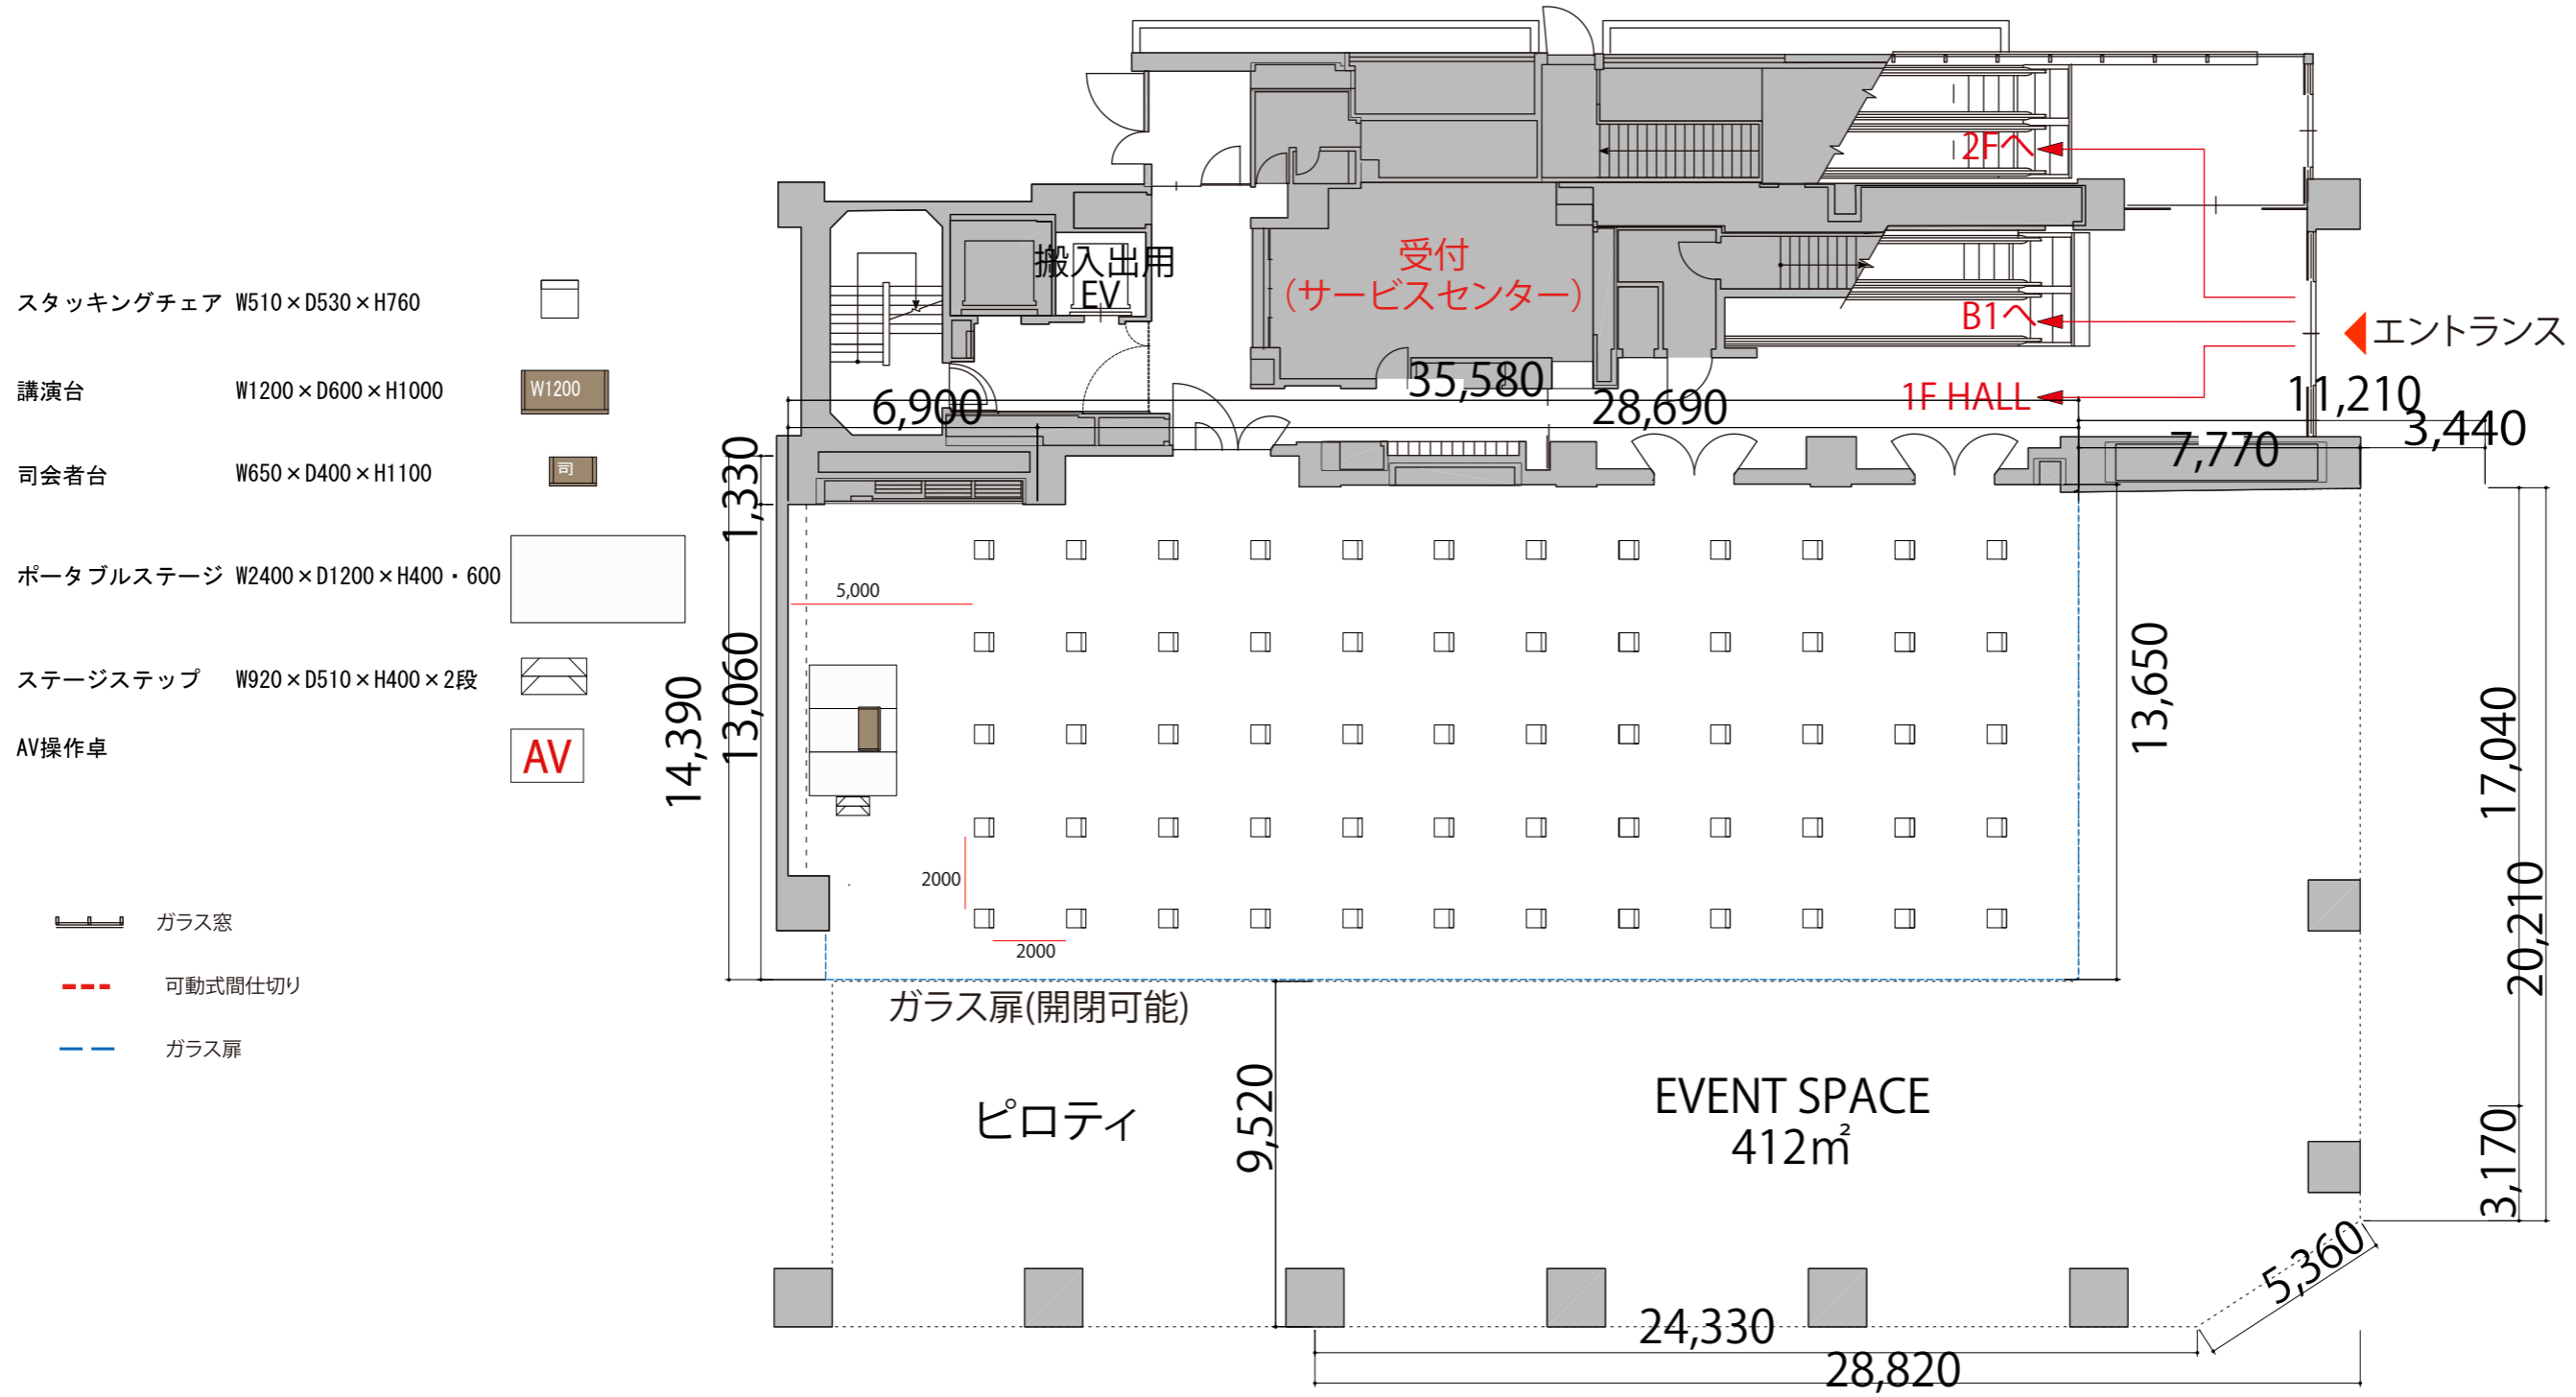 スタッキングチェア W510×D530×H760
講演台 W1200×D600×H1000
W1200
司会者台 W650×D400×H1100
司
ポータブルステージ W2400×D1200×H400・600
ステージステップ W920×D510×H400×2段
AV操作卓
AV
ガラス窓
可動式間仕切り
ガラス扉
2Fへ
搬入出用
EV
受付
(サービスセンター)
B1へ
エントランス
1F HALL
35,580
6,900
28,690
11,210
3,440
7,770
1,330
5,000
14,390
13,060
13,650
17,040
20,210
3,170
2000
2000
ガラス扉(開閉可能)
ピロティ
9,520
EVENT SPACE
412㎡
5,360
24,330
28,820